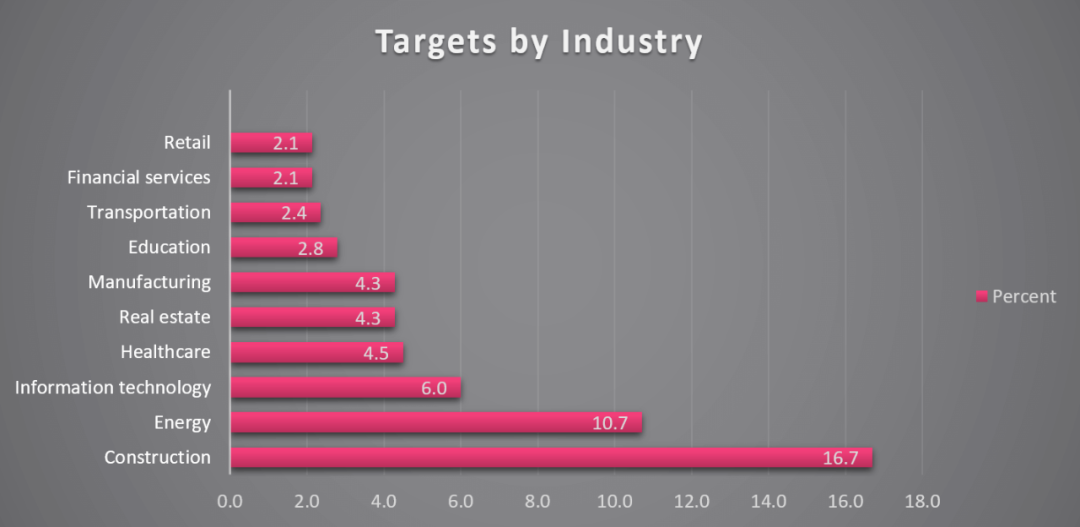 Targets by Industry
Retail 2.1
Financial services 2.1
Transportation 2.4
Education 2.8
Manufacturing 4.3
Real estate 4.3
Healthcare 4.5
Information technology 6.0
Energy 10.7
Construction 16.7
0.0 2.0 4.0 6.0 8.0 10.0 12.0 14.0 16.0 18.0
Percent